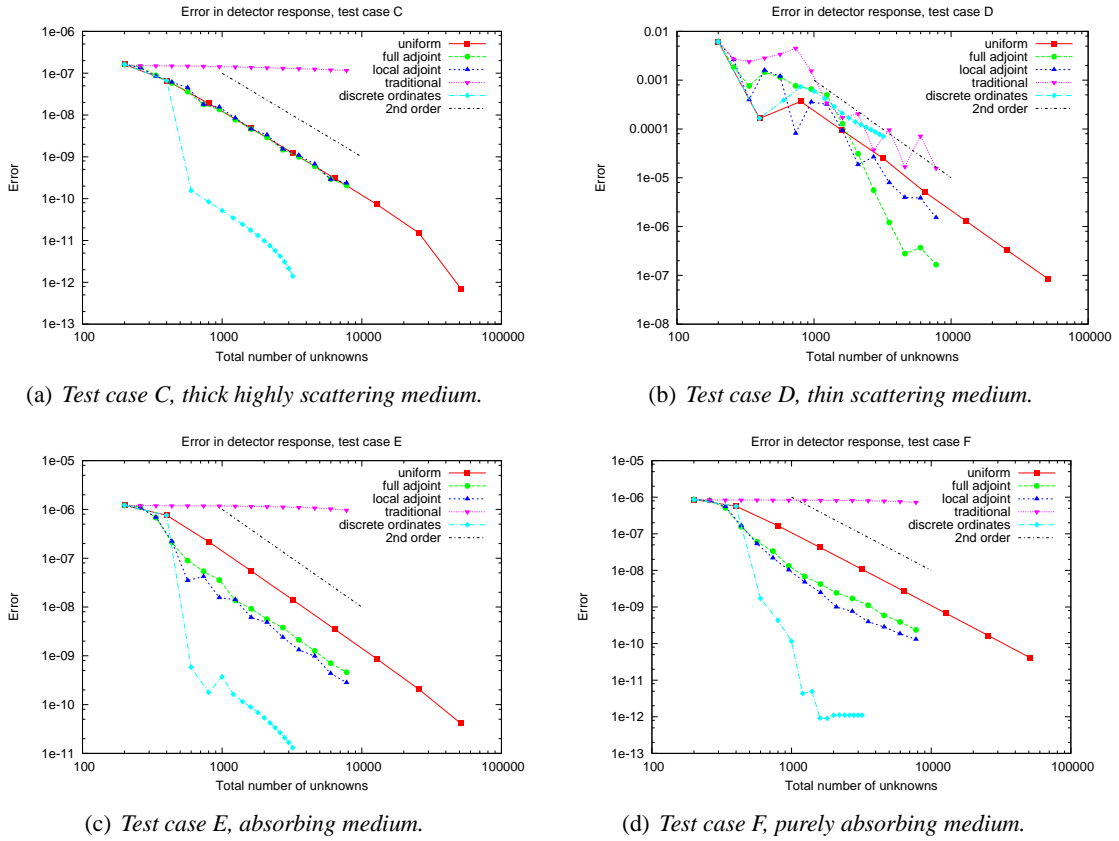 Error in detector response, test case C
Error
1e-06
1e-07
1e-08
1e-09
1e-10
1e-11
1e-12
1e-13
uniform
full adjoint
local adjoint
traditional
discrete ordinates
2nd order
100
1000
10000
100000
Total number of unknowns
(a) Test case C, thick highly scattering medium.
Error in detector response, test case D
Error
0.01
0.001
0.0001
1e-05
1e-06
1e-07
1e-08
uniform
full adjoint
local adjoint
traditional
discrete ordinates
2nd order
100
1000
10000
100000
Total number of unknowns
(b) Test case D, thin scattering medium.
Error in detector response, test case E
Error
1e-05
1e-06
1e-07
1e-08
1e-09
1e-10
1e-11
uniform
full adjoint
local adjoint
traditional
discrete ordinates
2nd order
100
1000
10000
100000
Total number of unknowns
(c) Test case E, absorbing medium.
Error in detector response, test case F
Error
1e-05
1e-06
1e-07
1e-08
1e-09
1e-10
1e-11
1e-12
1e-13
uniform
full adjoint
local adjoint
traditional
discrete ordinates
2nd order
100
1000
10000
100000
Total number of unknowns
(d) Test case F, purely absorbing medium.